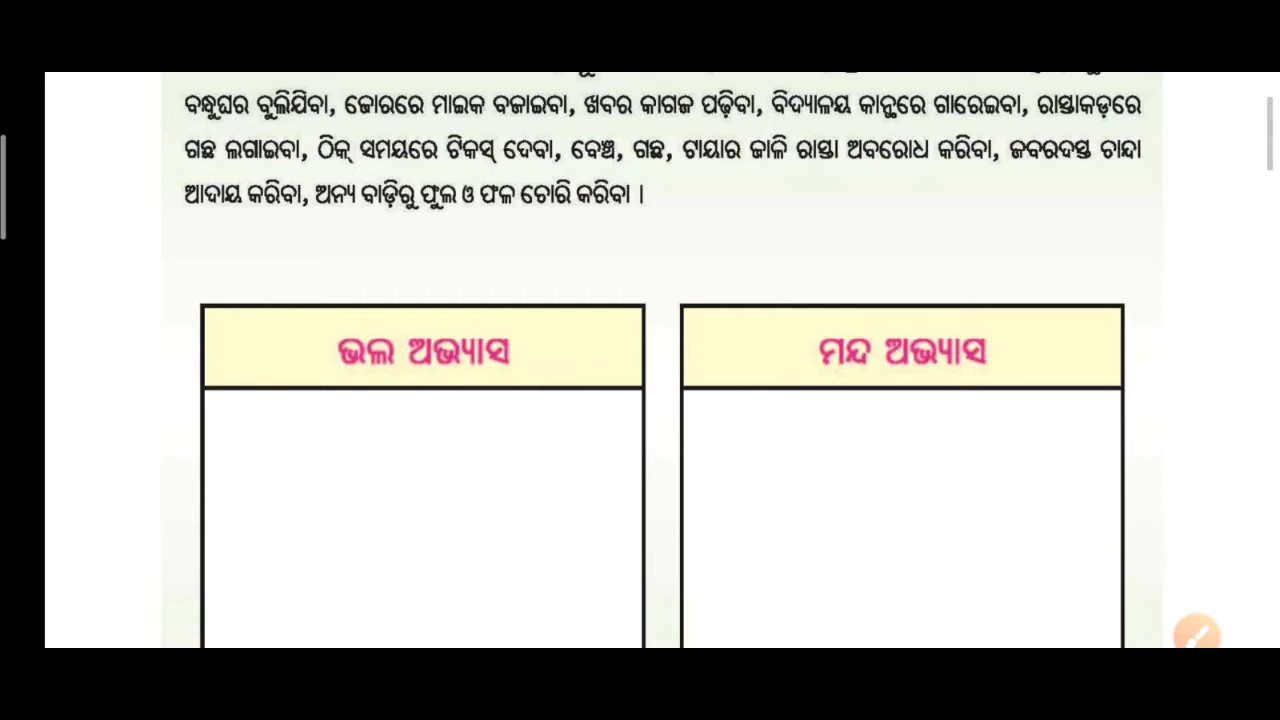 ବନ୍ଧୁଘର ବୁଲିଯିବା, ଜୋରରେ ମାଇକ ବଜାଇବା, ଖବର କାଗଜ ପଢ଼ିବା, ବିଦ୍ୟାଳୟ କାନ୍ଥରେ ଗାରେଇବା, ରାସ୍ତାକଡ଼ରେ
ଗଛ ଲଗାଇବା, ଠିକ୍ ସମୟରେ ଟିକସ୍ ଦେବା, ବେଞ୍ଚ, ଗଛ, ଟାୟାର ଜାଳି ରାସ୍ତା ଅବରୋଧ କରିବା, ଜବରଦସ୍ତ ଚାନ୍ଦା
ଆଦାୟ କରିବା, ଅନ୍ୟ ବାଡ଼ିରୁ ଫୁଲ ଓ ଫଳ ଚୋରି କରିବା ।
ଭଲ ଅଭ୍ୟାସ
ମନ୍ଦ ଅଭ୍ୟାସ